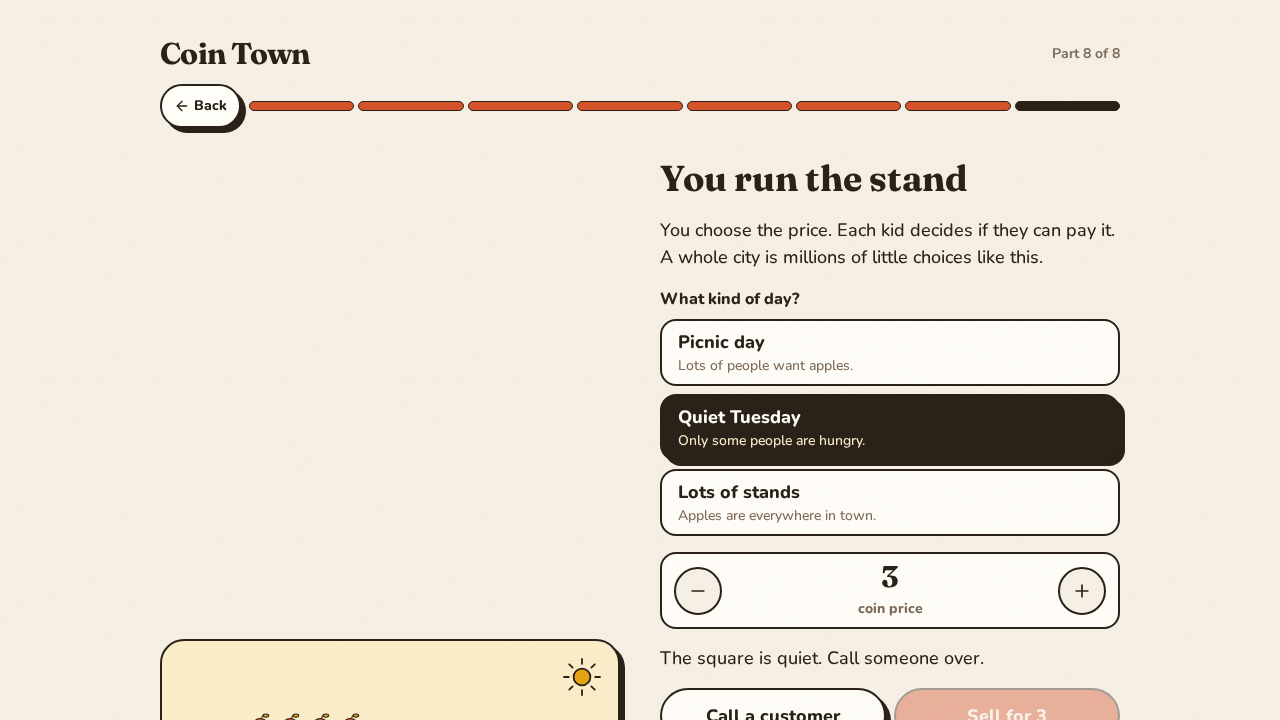 Coin Town
Part 8 of 8
Back
You run the stand
You choose the price. Each kid decides if they can pay it.
A whole city is millions of little choices like this.
What kind of day?
Picnic day
Lots of people want apples.
Quiet Tuesday
Only some people are hungry.
Lots of stands
Apples are everywhere in town.
3
coin price
The square is quiet. Call someone over.
Call a customer
Sell for 3